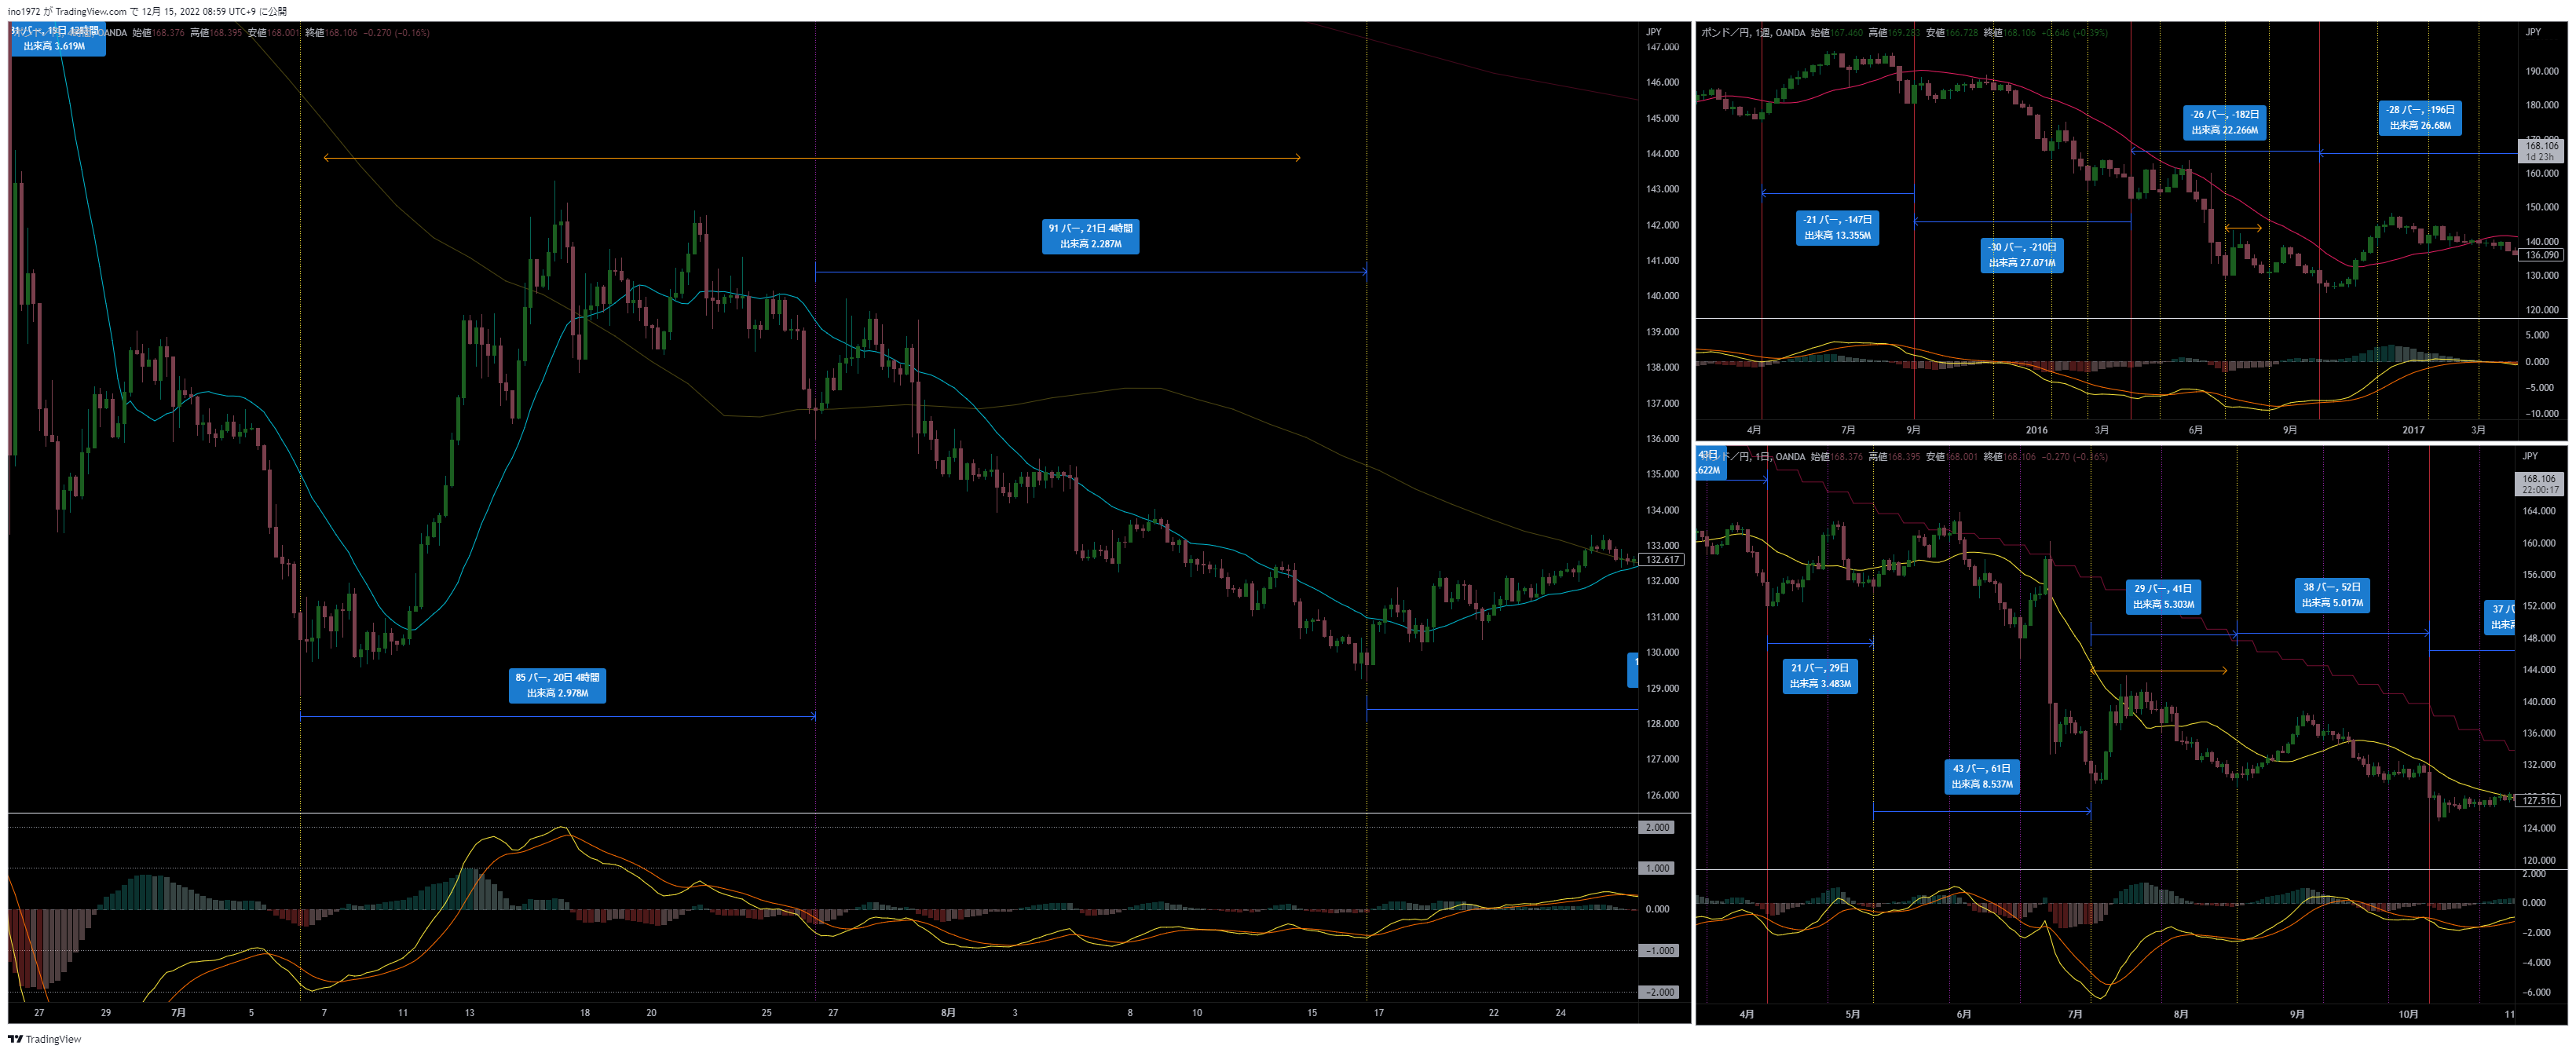 ino1972 が TradingView.com で 12月 15, 2022 08:59 UTC+9 に公開
OANDA 始値168.376 高値168.395 安値168.001 終値168.106 −0.270 (−0.16%)
出来高 3.619M
91 バー, 21日 4時間
出来高 2.287M
85 バー, 20日 4時間
出来高 2.978M
JPY
147.000
146.000
145.000
144.000
143.000
142.000
141.000
140.000
139.000
138.000
137.000
136.000
135.000
134.000
133.000
132.617
132.000
131.000
130.000
129.000
128.000
127.000
126.000
2.000
1.000
0.000
−1.000
−2.000
27 29 7月 5 7 11 13 18 20 25 27 8月 3 8 10 15 17 22 24
ポンド／円, 1週, OANDA 始値167.460 高値169.283 安値166.728 終値168.106 +0.646 (+0.39%)
-21 バー, -147日
出来高 13.355M
-30 バー, -210日
出来高 27.071M
-26 バー, -182日
出来高 22.266M
-28 バー, -196日
出来高 26.68M
JPY
190.000
180.000
170.000
168.106
1d 23h
160.000
150.000
140.000
136.090
130.000
120.000
5.000
0.000
−5.000
−10.000
4月 7月 9月 2016 3月 6月 9月 2017 3月
ポンド／円, 1日, OANDA 始値168.376 高値168.395 安値168.001 終値168.106 −0.270 (−0.16%)
43日
.622M
21 バー, 29日
出来高 3.483M
43 バー, 61日
出来高 8.537M
29 バー, 41日
出来高 5.303M
38 バー, 52日
出来高 5.017M
37 バ
出来高
JPY
168.106
22:00:17
164.000
160.000
156.000
152.000
148.000
144.000
140.000
136.000
132.000
127.516
124.000
120.000
2.000
0.000
−2.000
−4.000
−6.000
4月 5月 6月 7月 8月 9月 10月 11
TradingView